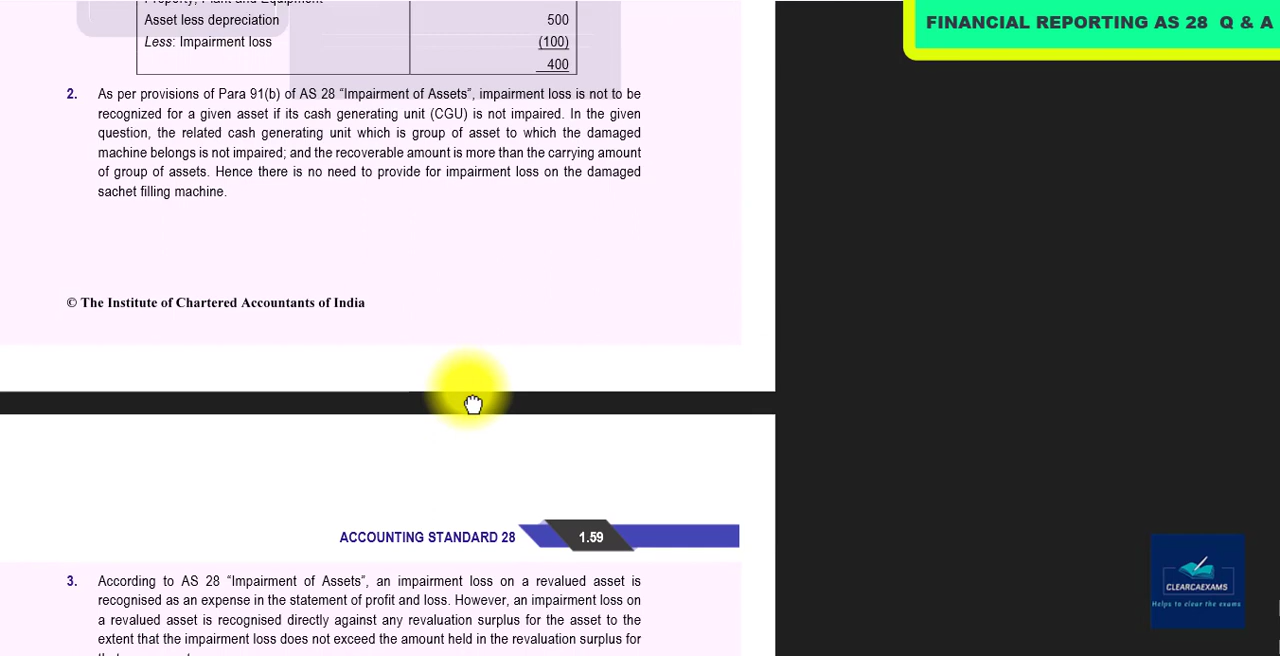 Property, Plant and Equipment
Asset less depreciation 500
Less: Impairment loss (100)
400
2. As per provisions of Para 91(b) of AS 28 “Impairment of Assets”, impairment loss is not to be
recognized for a given asset if its cash generating unit (CGU) is not impaired. In the given
question, the related cash generating unit which is group of asset to which the damaged
machine belongs is not impaired; and the recoverable amount is more than the carrying amount
of group of assets. Hence there is no need to provide for impairment loss on the damaged
sachet filling machine.
© The Institute of Chartered Accountants of India
ACCOUNTING STANDARD 28 1.59
3. According to AS 28 “Impairment of Assets”, an impairment loss on a revalued asset is
recognised as an expense in the statement of profit and loss. However, an impairment loss on
a revalued asset is recognised directly against any revaluation surplus for the asset to the
extent that the impairment loss does not exceed the amount held in the revaluation surplus for
FINANCIAL REPORTING AS 28 Q & A
CLEARCAEXAMS
Helps to clear the exams